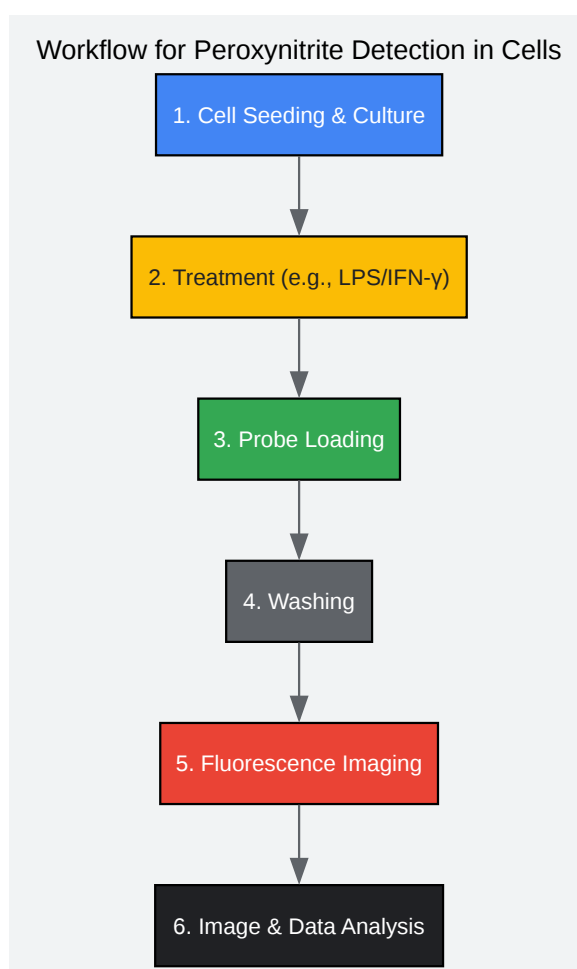 Workflow for Peroxynitrite Detection in Cells
1. Cell Seeding & Culture
2. Treatment (e.g., LPS/IFN-γ)
3. Probe Loading
4. Washing
5. Fluorescence Imaging
6. Image & Data Analysis